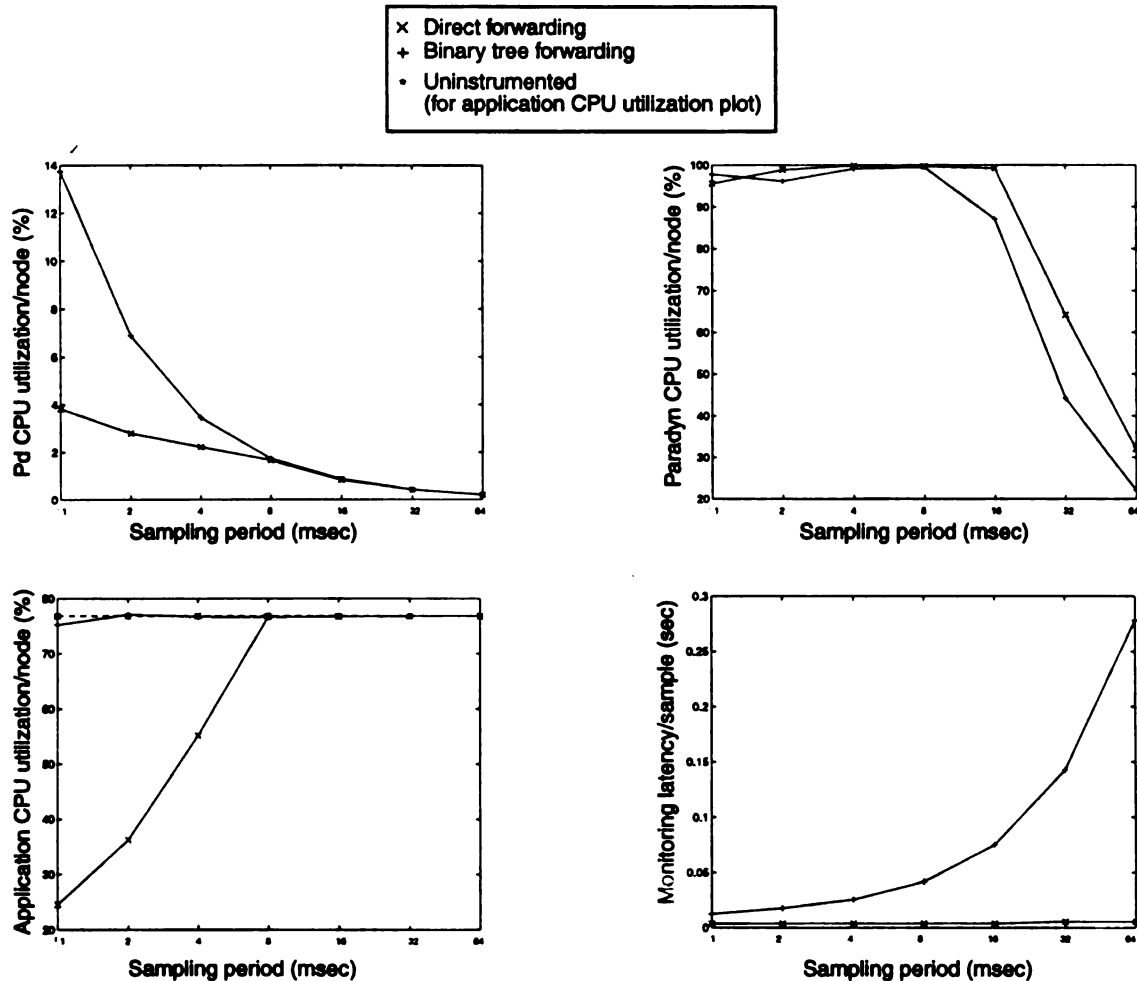 Direct forwarding
Binary tree forwarding
Uninstrumented
(for application CPU utilization plot)
14
12
10
8
6
4
2
0
Pd CPU utilization/node (%)
1 2 4 8 16 32 64
Sampling period (msec)
100
90
80
70
60
50
40
30
20
Paradyn CPU utilization/node (%)
1 2 4 8 16 32 64
Sampling period (msec)
80
70
60
50
40
30
20
Application CPU utilization/node (%)
1 2 4 8 16 32 64
Sampling period (msec)
0.3
0.25
0.2
0.15
0.1
0.05
0
Monitoring latency/sample (sec)
1 2 4 8 16 32 64
Sampling period (msec)